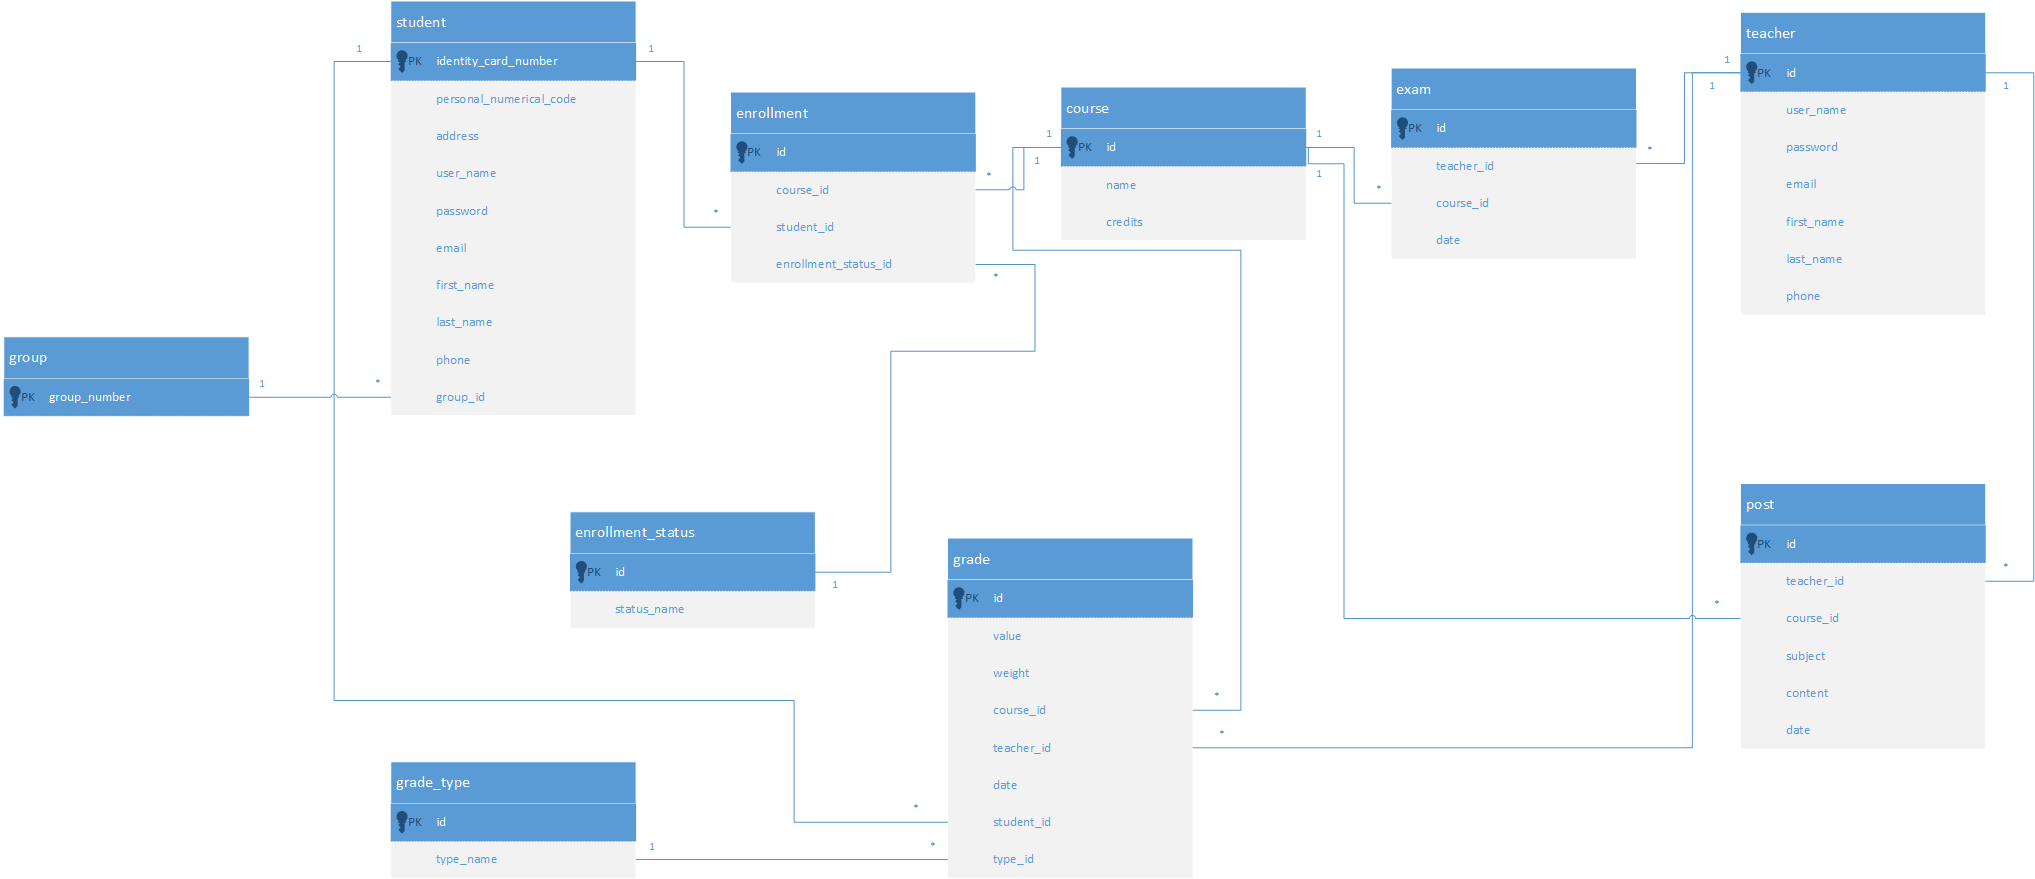 student
1
PK identity_card_number
1
personal_numerical_code
address
user_name
password
email
first_name
last_name
phone
*
group_id
group
PK group_number
1
enrollment
PK id
*
course_id
*
student_id
enrollment_status_id
*
course
1
PK id
1
1
1
name
credits
exam
PK id
*
teacher_id
*
course_id
date
teacher
1
PK id
1
1
user_name
password
email
first_name
last_name
phone
enrollment_status
PK id
1
status_name
grade
PK id
value
weight
*
course_id
*
teacher_id
date
*
student_id
*
type_id
post
PK id
*
teacher_id
*
course_id
subject
content
date
grade_type
PK id
type_name
1